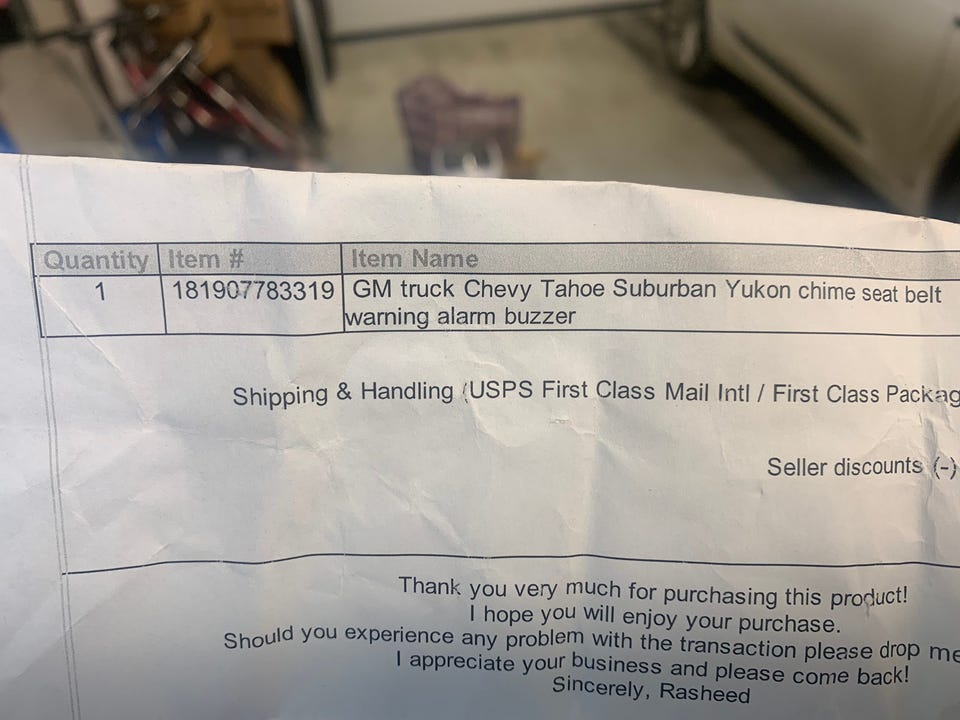 Quantity Item # Item Name
1 181907783319 GM truck Chevy Tahoe Suburban Yukon chime seat belt
warning alarm buzzer
Shipping & Handling (USPS First Class Mail Intl / First Class Packag
Seller discounts (-)
Thank you very much for purchasing this product!
I hope you will enjoy your purchase.
Should you experience any problem with the transaction please drop me
I appreciate your business and please come back!
Sincerely, Rasheed